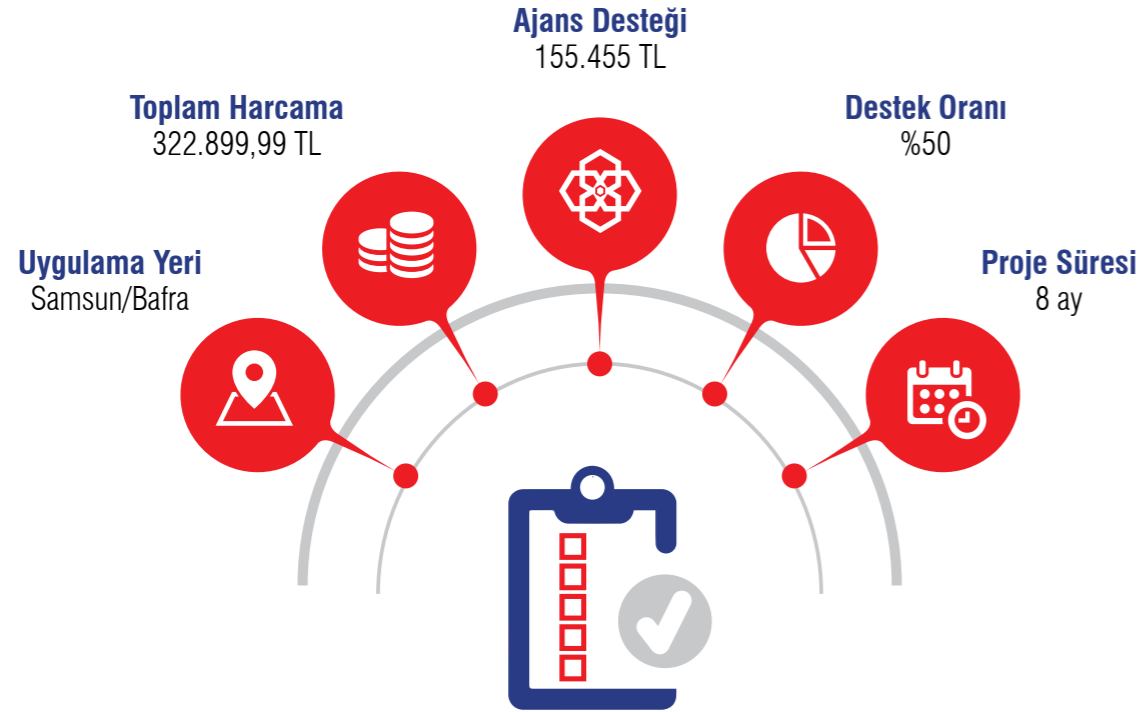 Uygulama Yeri
Samsun/Bafra
Toplam Harcama
322.899,99 TL
Ajans Desteği
155.455 TL
Destek Oranı
%50
Proje Süresi
8 ay